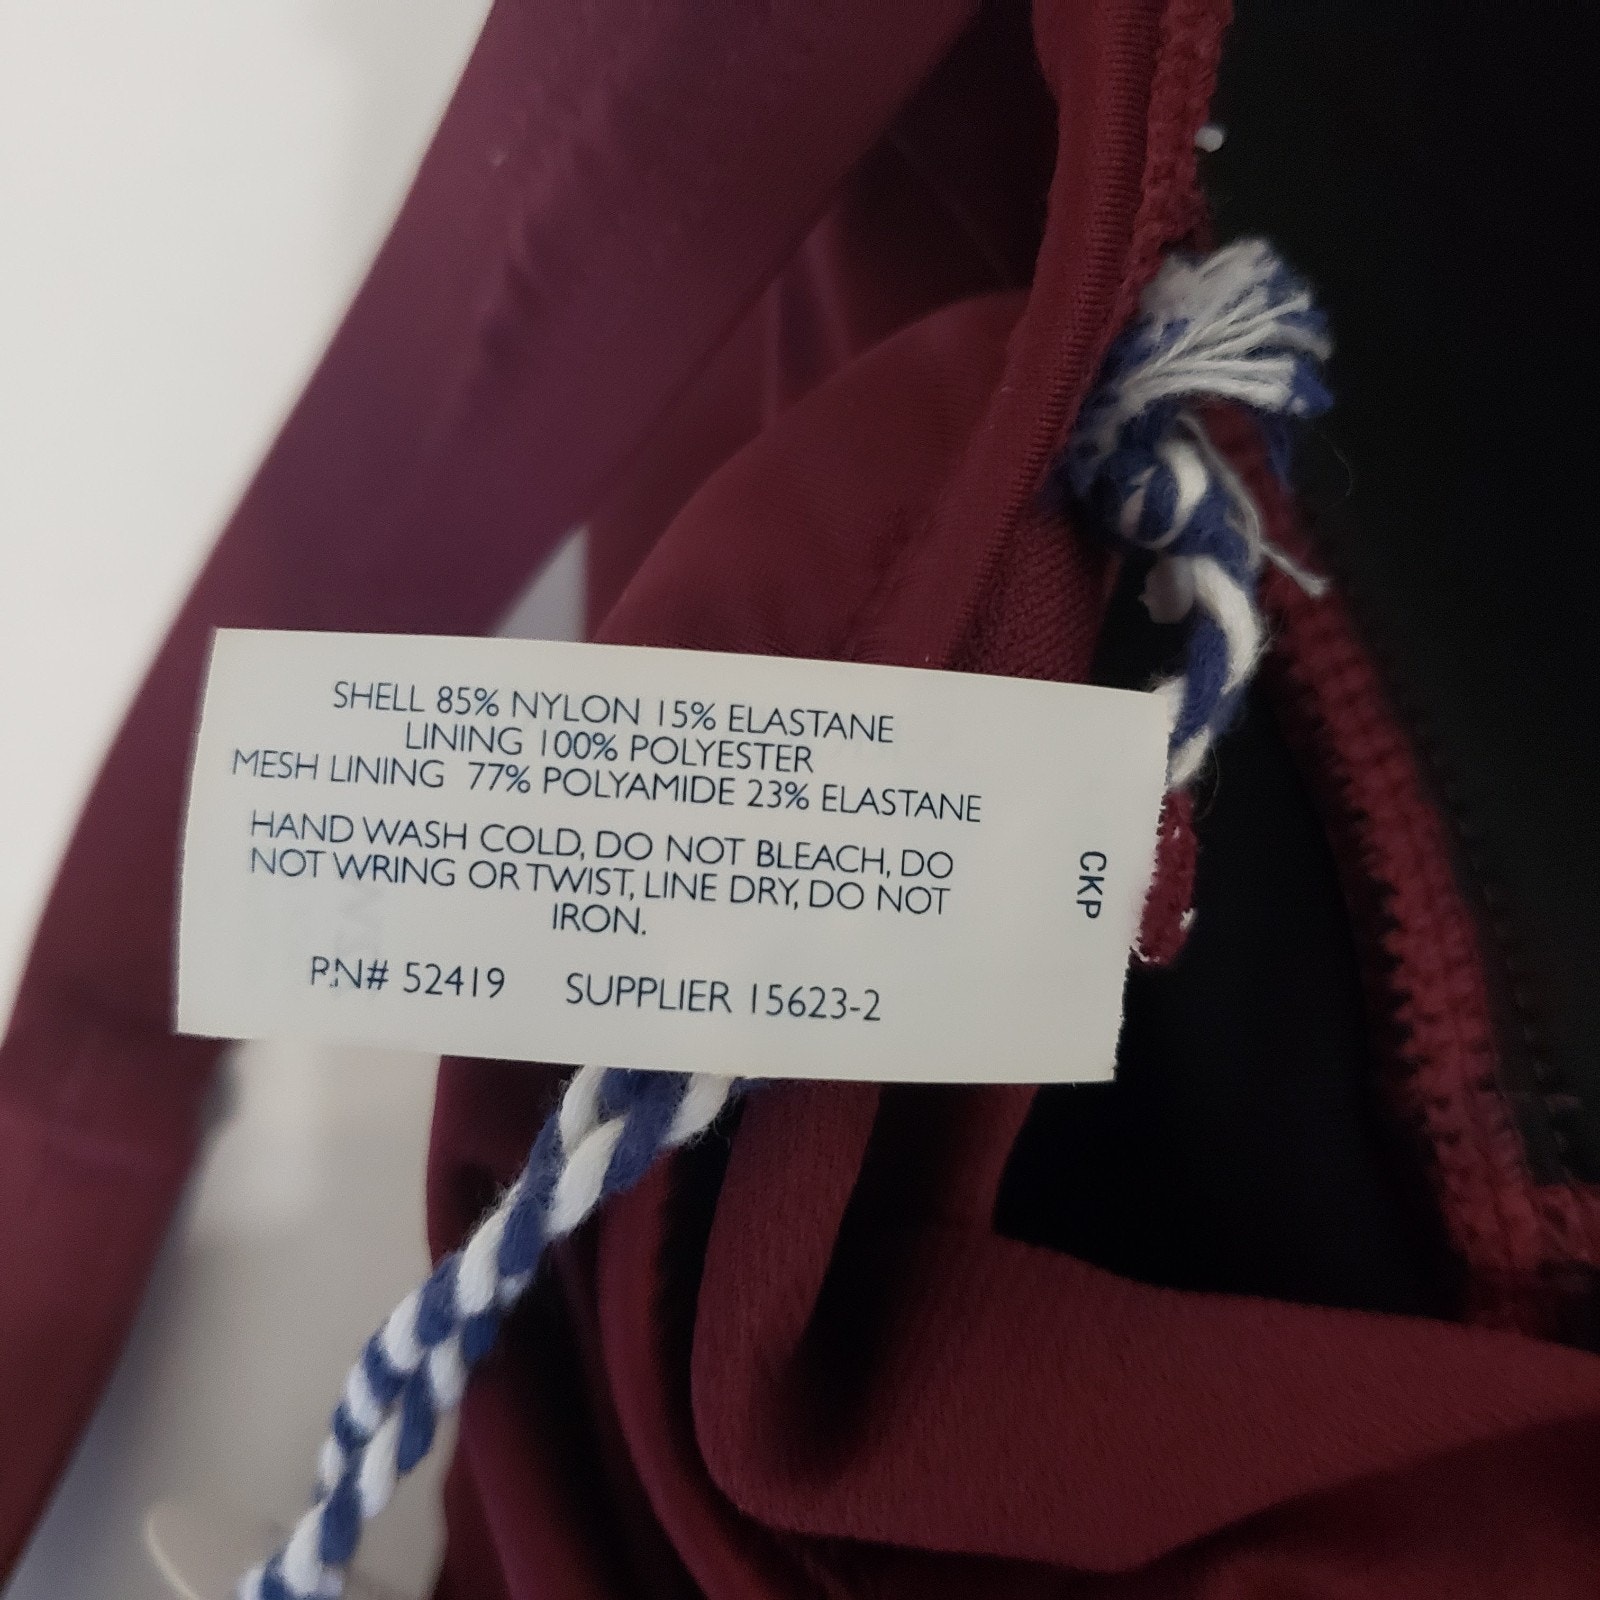 SHELL 85% NYLON 15% ELASTANE
LINING 100% POLYESTER
MESH LINING 77% POLYAMIDE 23% ELASTANE
HAND WASH COLD, DO NOT BLEACH, DO
NOT WRING OR TWIST, LINE DRY, DO NOT
IRON.
RN# 52419 SUPPLIER 15623-2
CKP